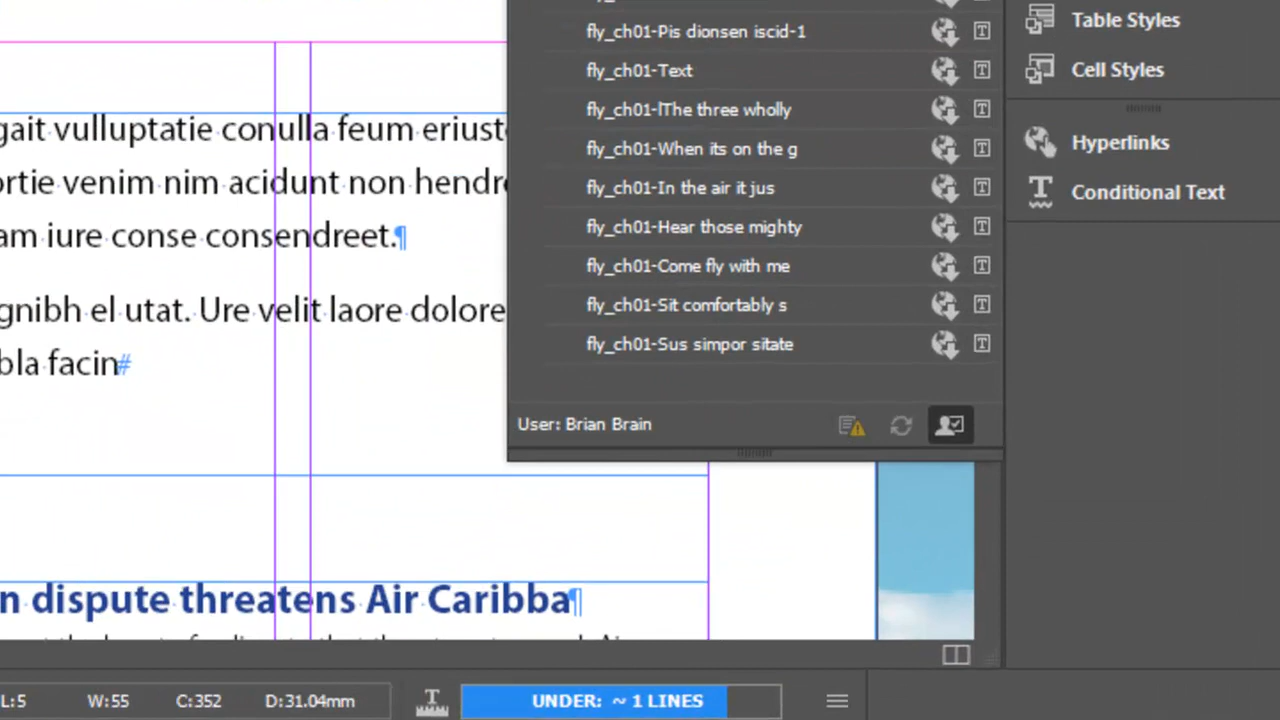 gait vulluptatie conulla feum eriust
ortie venim nim acidunt non hendre
am iure conse consendreet.¶
gnibh el utat. Ure velit laore dolore
bla facin#
n dispute threatens Air Caribba¶
fly_ch01-Pis dionsen iscid-1
fly_ch01-Text
fly_ch01-lThe three wholly
fly_ch01-When its on the g
fly_ch01-In the air it jus
fly_ch01-Hear those mighty
fly_ch01-Come fly with me
fly_ch01-Sit comfortably s
fly_ch01-Sus simpor sitate
User: Brian Brain
Table Styles
Cell Styles
Hyperlinks
Conditional Text
L:5 W:55 C:352 D:31.04mm
UNDER: ~ 1 LINES